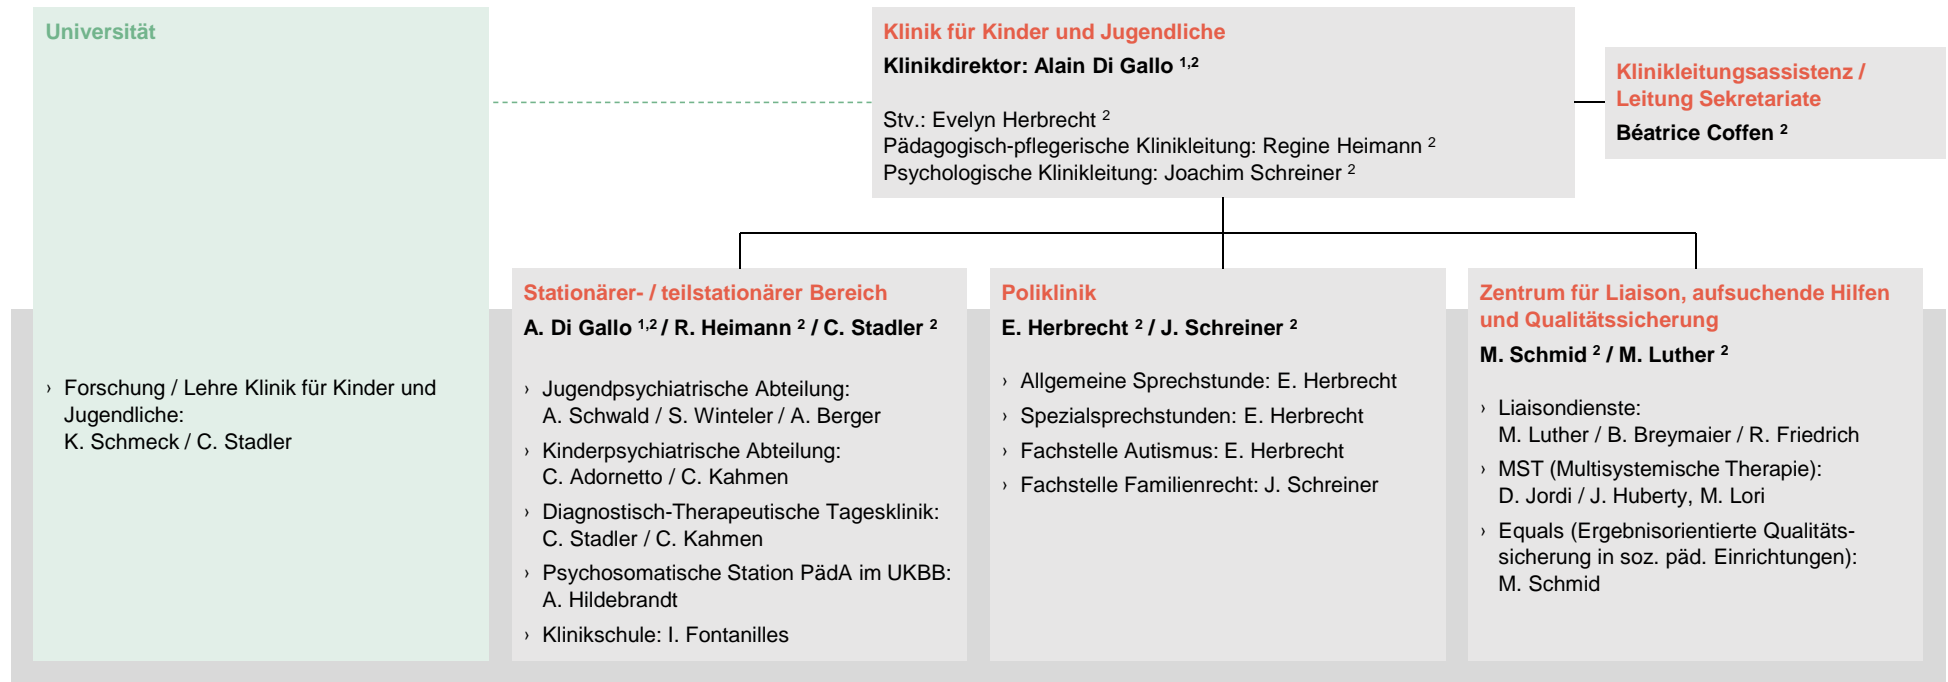 Universität
› Forschung / Lehre Klinik für Kinder und
Jugendliche:
K. Schmeck / C. Stadler
Klinik für Kinder und Jugendliche
Klinikdirektor: Alain Di Gallo 1,2
Stv.: Evelyn Herbrecht 2
Pädagogisch-pflegerische Klinikleitung: Regine Heimann 2
Psychologische Klinikleitung: Joachim Schreiner 2
Klinikleitungsassistenz /
Leitung Sekretariate
Béatrice Coffen 2
Stationärer- / teilstationärer Bereich
A. Di Gallo 1,2 / R. Heimann 2 / C. Stadler 2
› Jugendpsychiatrische Abteilung:
A. Schwald / S. Winteler / A. Berger
› Kinderpsychiatrische Abteilung:
C. Adornetto / C. Kahmen
› Diagnostisch-Therapeutische Tagesklinik:
C. Stadler / C. Kahmen
› Psychosomatische Station PädA im UKBB:
A. Hildebrandt
› Klinikschule: I. Fontanilles
Poliklinik
E. Herbrecht 2 / J. Schreiner 2
› Allgemeine Sprechstunde: E. Herbrecht
› Spezialsprechstunden: E. Herbrecht
› Fachstelle Autismus: E. Herbrecht
› Fachstelle Familienrecht: J. Schreiner
Zentrum für Liaison, aufsuchende Hilfen
und Qualitätssicherung
M. Schmid 2 / M. Luther 2
› Liaisondienste:
M. Luther / B. Breymaier / R. Friedrich
› MST (Multisystemische Therapie):
D. Jordi / J. Huberty, M. Lori
› Equals (Ergebnisorientierte Qualitäts-
sicherung in soz. päd. Einrichtungen):
M. Schmid